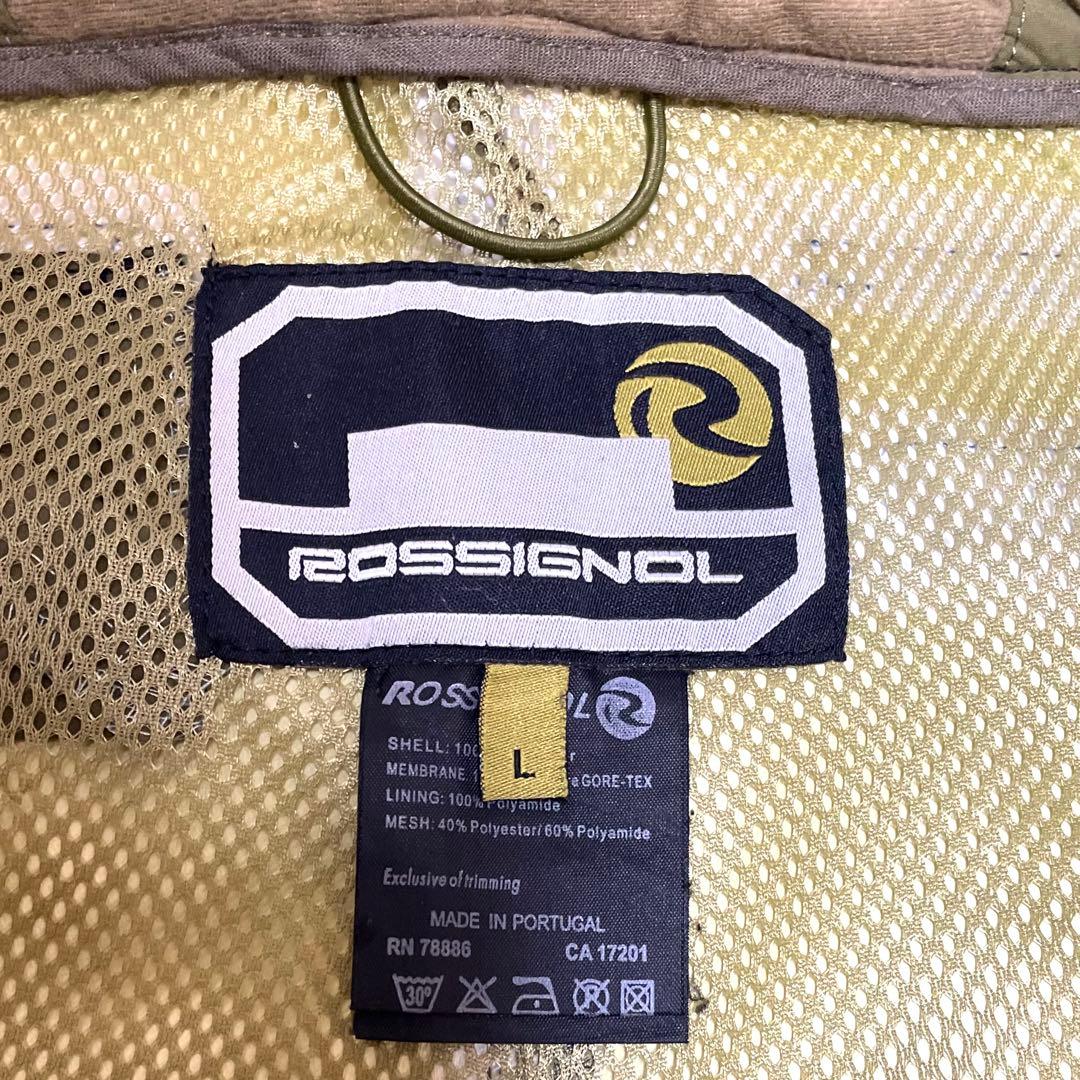 ROSSIGNOL
ROSS OL
L
SHELL: 100
MEMBRANE GORE-TEX
LINING: 100% Polyamide
MESH: 40% Polyester/60% Polyamide
Exclusive of trimming
MADE IN PORTUGAL
RN 78886 CA 17201
30°